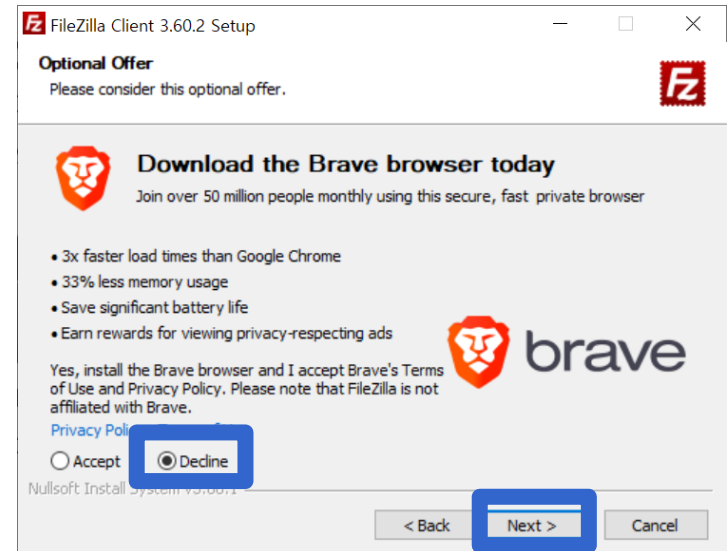 FileZilla Client 3.60.2 Setup
Optional Offer
Please consider this optional offer.
Fz
Download the Brave browser today
Join over 50 million people monthly using this secure, fast private browser
• 3x faster load times than Google Chrome
• 33% less memory usage
• Save significant battery life
• Earn rewards for viewing privacy-respecting ads
brave
Yes, install the Brave browser and I accept Brave's Terms
of Use and Privacy Policy. Please note that FileZilla is not
affiliated with Brave.
Privacy
Accept Decline
Nullsoft Install
< Back Next > Cancel